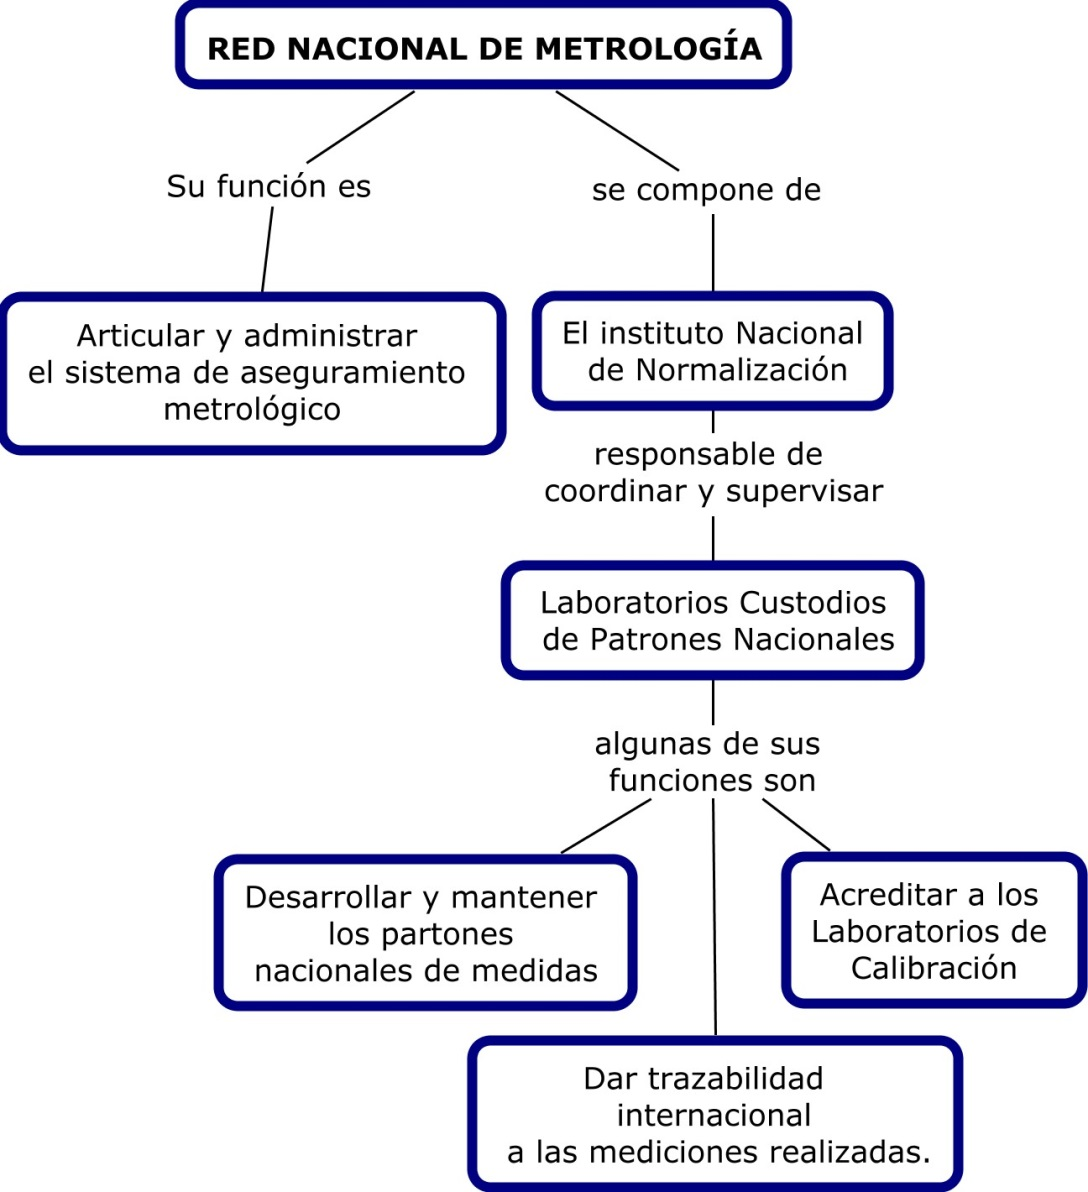 RED NACIONAL DE METROLOGÍA
Su función es
se compone de
Articular y administrar
el sistema de aseguramiento
metrológico
El instituto Nacional
de Normalización
responsable de
coordinar y supervisar
Laboratorios Custodios
de Patrones Nacionales
algunas de sus
funciones son
Desarrollar y mantener
los partones
nacionales de medidas
Acreditar a los
Laboratorios de
Calibración
Dar trazabilidad
internacional
a las mediciones realizadas.